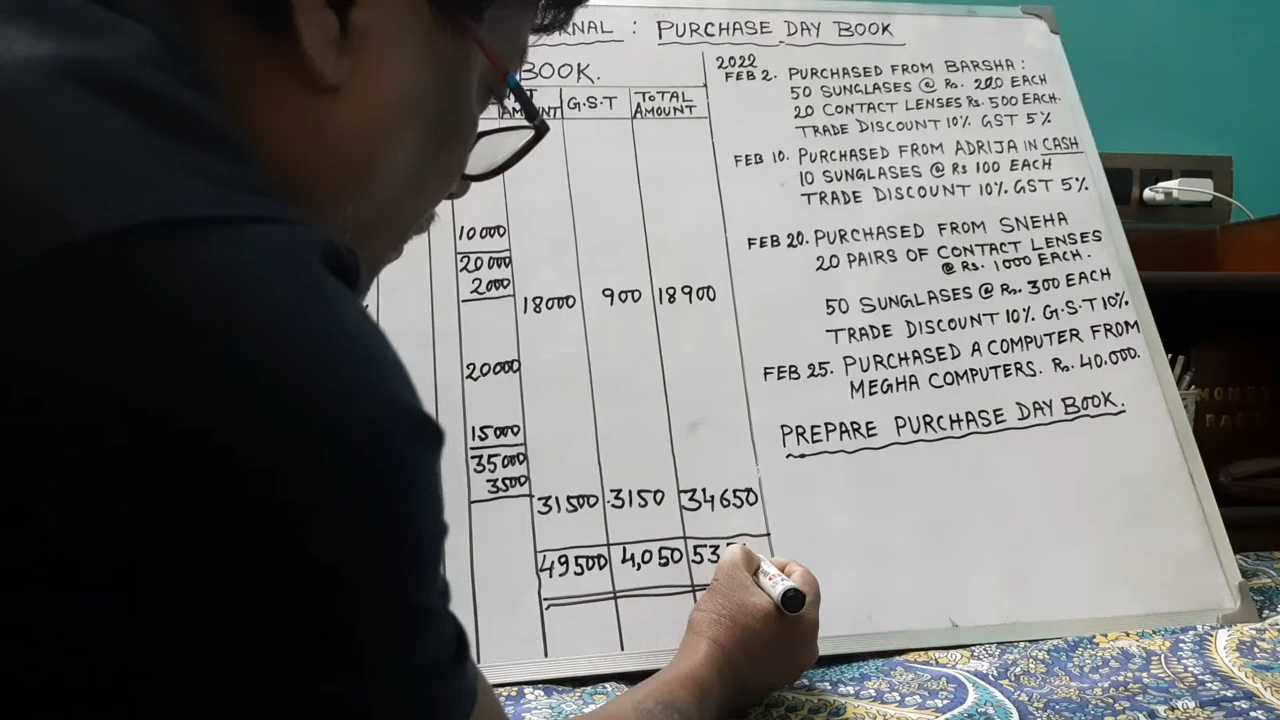 JOURNAL : PURCHASE DAY BOOK
BOOK.
AMOUNT
G.S.T
TOTAL
AMOUNT
10000
20000
2000
18000 900 18900
20000
15000
35000
3500
31500 3150 34650
49500 4,050 53
2022
FEB 2. PURCHASED FROM BARSHA :
50 SUNGLASES @ Rs. 200 EACH
20 CONTACT LENSES Rs. 500 EACH.
TRADE DISCOUNT 10% GST 5%
FEB 10. PURCHASED FROM ADRIJA IN CASH
10 SUNGLASES @ Rs 100 EACH
TRADE DISCOUNT 10%. GST 5%.
FEB 20. PURCHASED FROM SNEHA
20 PAIRS OF CONTACT LENSES
@ Rs. 1000 EACH.
50 SUNGLASES @ Rs. 300 EACH
TRADE DISCOUNT 10%. G.S.T 10%.
FEB 25. PURCHASED A COMPUTER FROM
MEGHA COMPUTERS. Rs. 40.000.
PREPARE PURCHASE DAY BOOK.